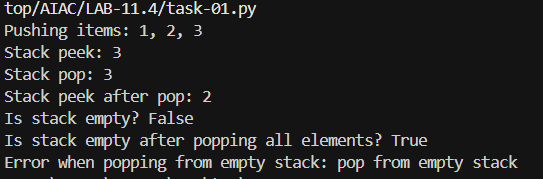 top/AIAC/LAB-11.4/task-01.py
Pushing items: 1, 2, 3
Stack peek: 3
Stack pop: 3
Stack peek after pop: 2
Is stack empty? False
Is stack empty after popping all elements? True
Error when popping from empty stack: pop from empty stack